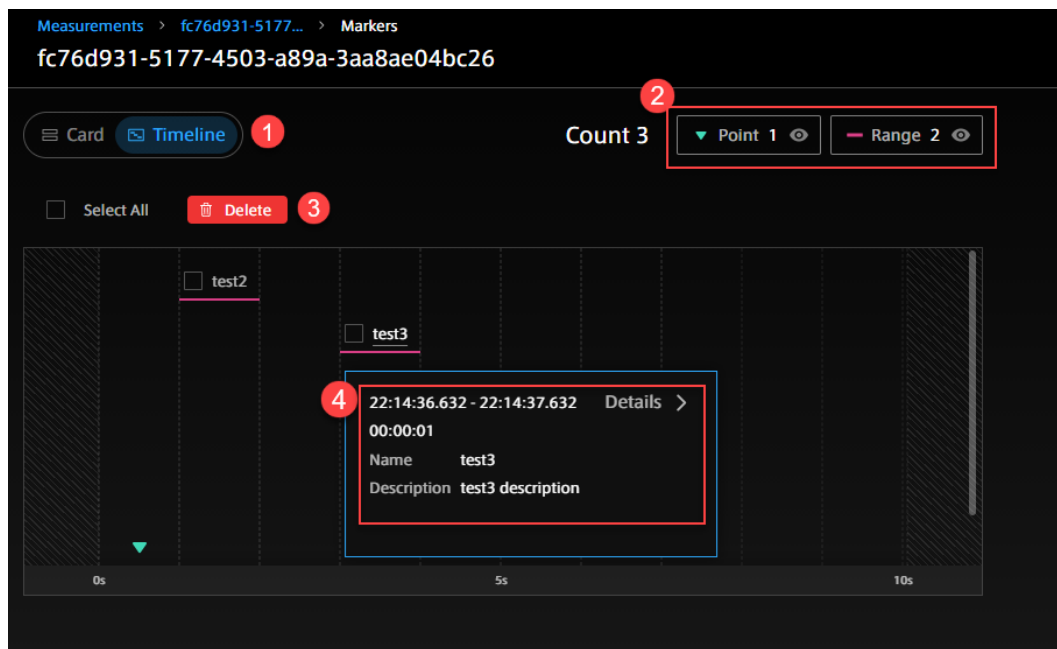 Measurements > fc76d931-5177... > Markers
fc76d931-5177-4503-a89a-3aa8ae04bc26
2
Card Timeline 1 Count 3 Point 1 Range 2
Select All Delete 3
test2
test3
4 22:14:36.632 - 22:14:37.632 Details >
00:00:01
Name test3
Description test3 description
0s 5s 10s